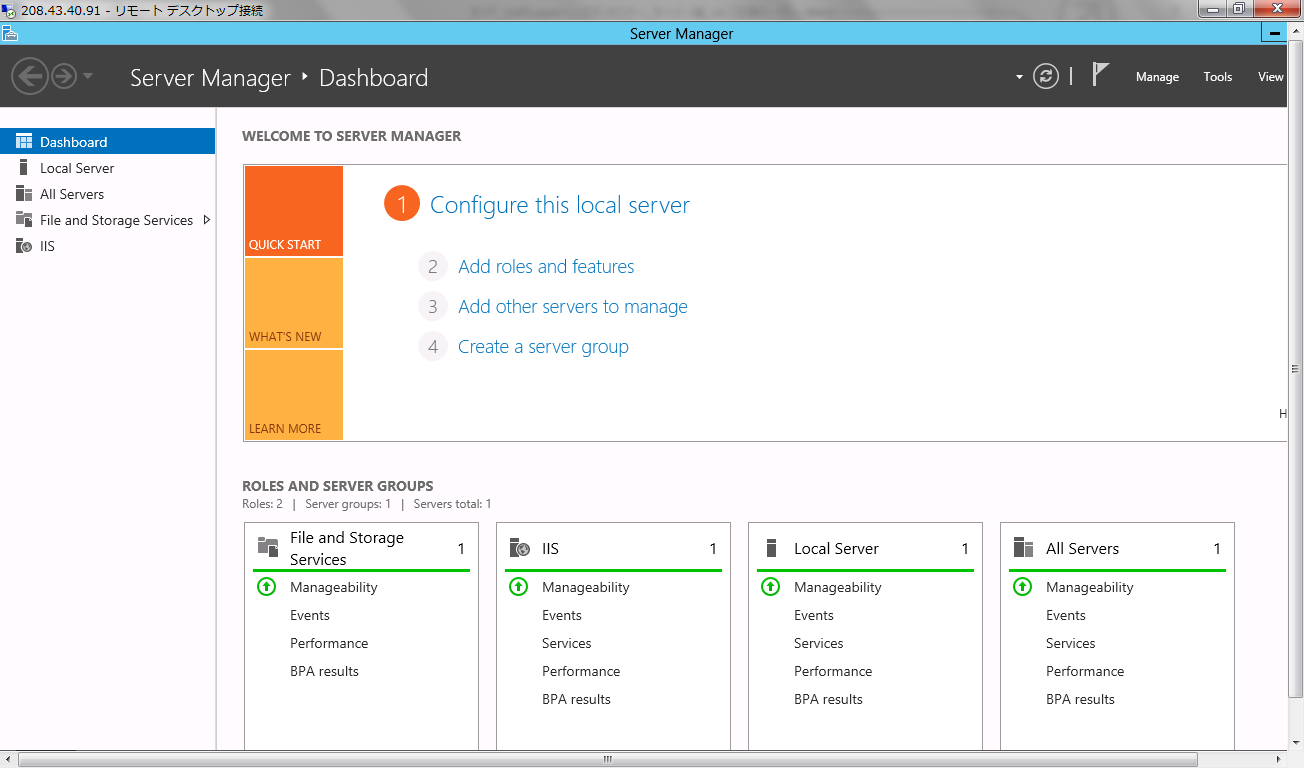 208.43.40.91 - リモート デスクトップ接続
Server Manager
Server Manager ‣ Dashboard
Manage Tools View
Dashboard
Local Server
All Servers
File and Storage Services
IIS
WELCOME TO SERVER MANAGER
QUICK START
WHAT'S NEW
LEARN MORE
1 Configure this local server
2 Add roles and features
3 Add other servers to manage
4 Create a server group
H
ROLES AND SERVER GROUPS
Roles: 2 | Server groups: 1 | Servers total: 1
File and Storage
Services 1
Manageability
Events
Performance
BPA results
IIS 1
Manageability
Events
Services
Performance
BPA results
Local Server 1
Manageability
Events
Services
Performance
BPA results
All Servers 1
Manageability
Events
Services
Performance
BPA results